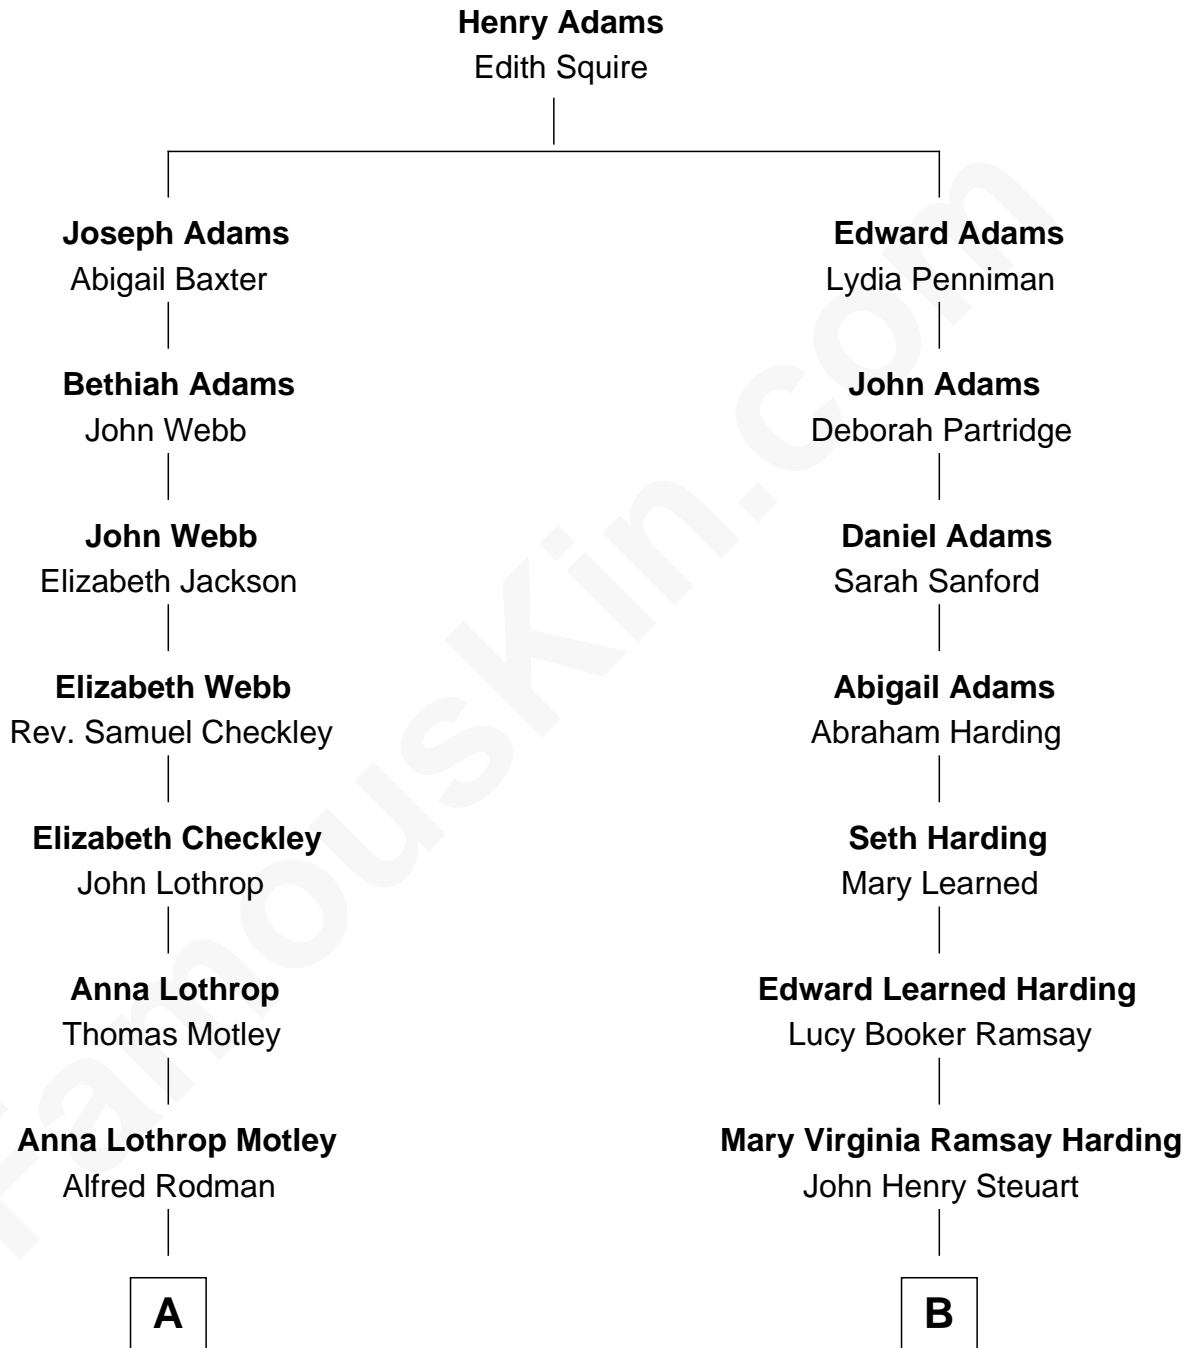 Henry Adams
Edith Squire
Joseph Adams
Abigail Baxter
Edward Adams
Lydia Penniman
Bethiah Adams
John Webb
John Adams
Deborah Partridge
John Webb
Elizabeth Jackson
Daniel Adams
Sarah Sanford
Elizabeth Webb
Rev. Samuel Checkley
Abigail Adams
Abraham Harding
Elizabeth Checkley
John Lothrop
Seth Harding
Mary Learned
Anna Lothrop
Thomas Motley
Edward Learned Harding
Lucy Booker Ramsay
Anna Lothrop Motley
Alfred Rodman
Mary Virginia Ramsay Harding
John Henry Steuart
A
B
FamousKin.com